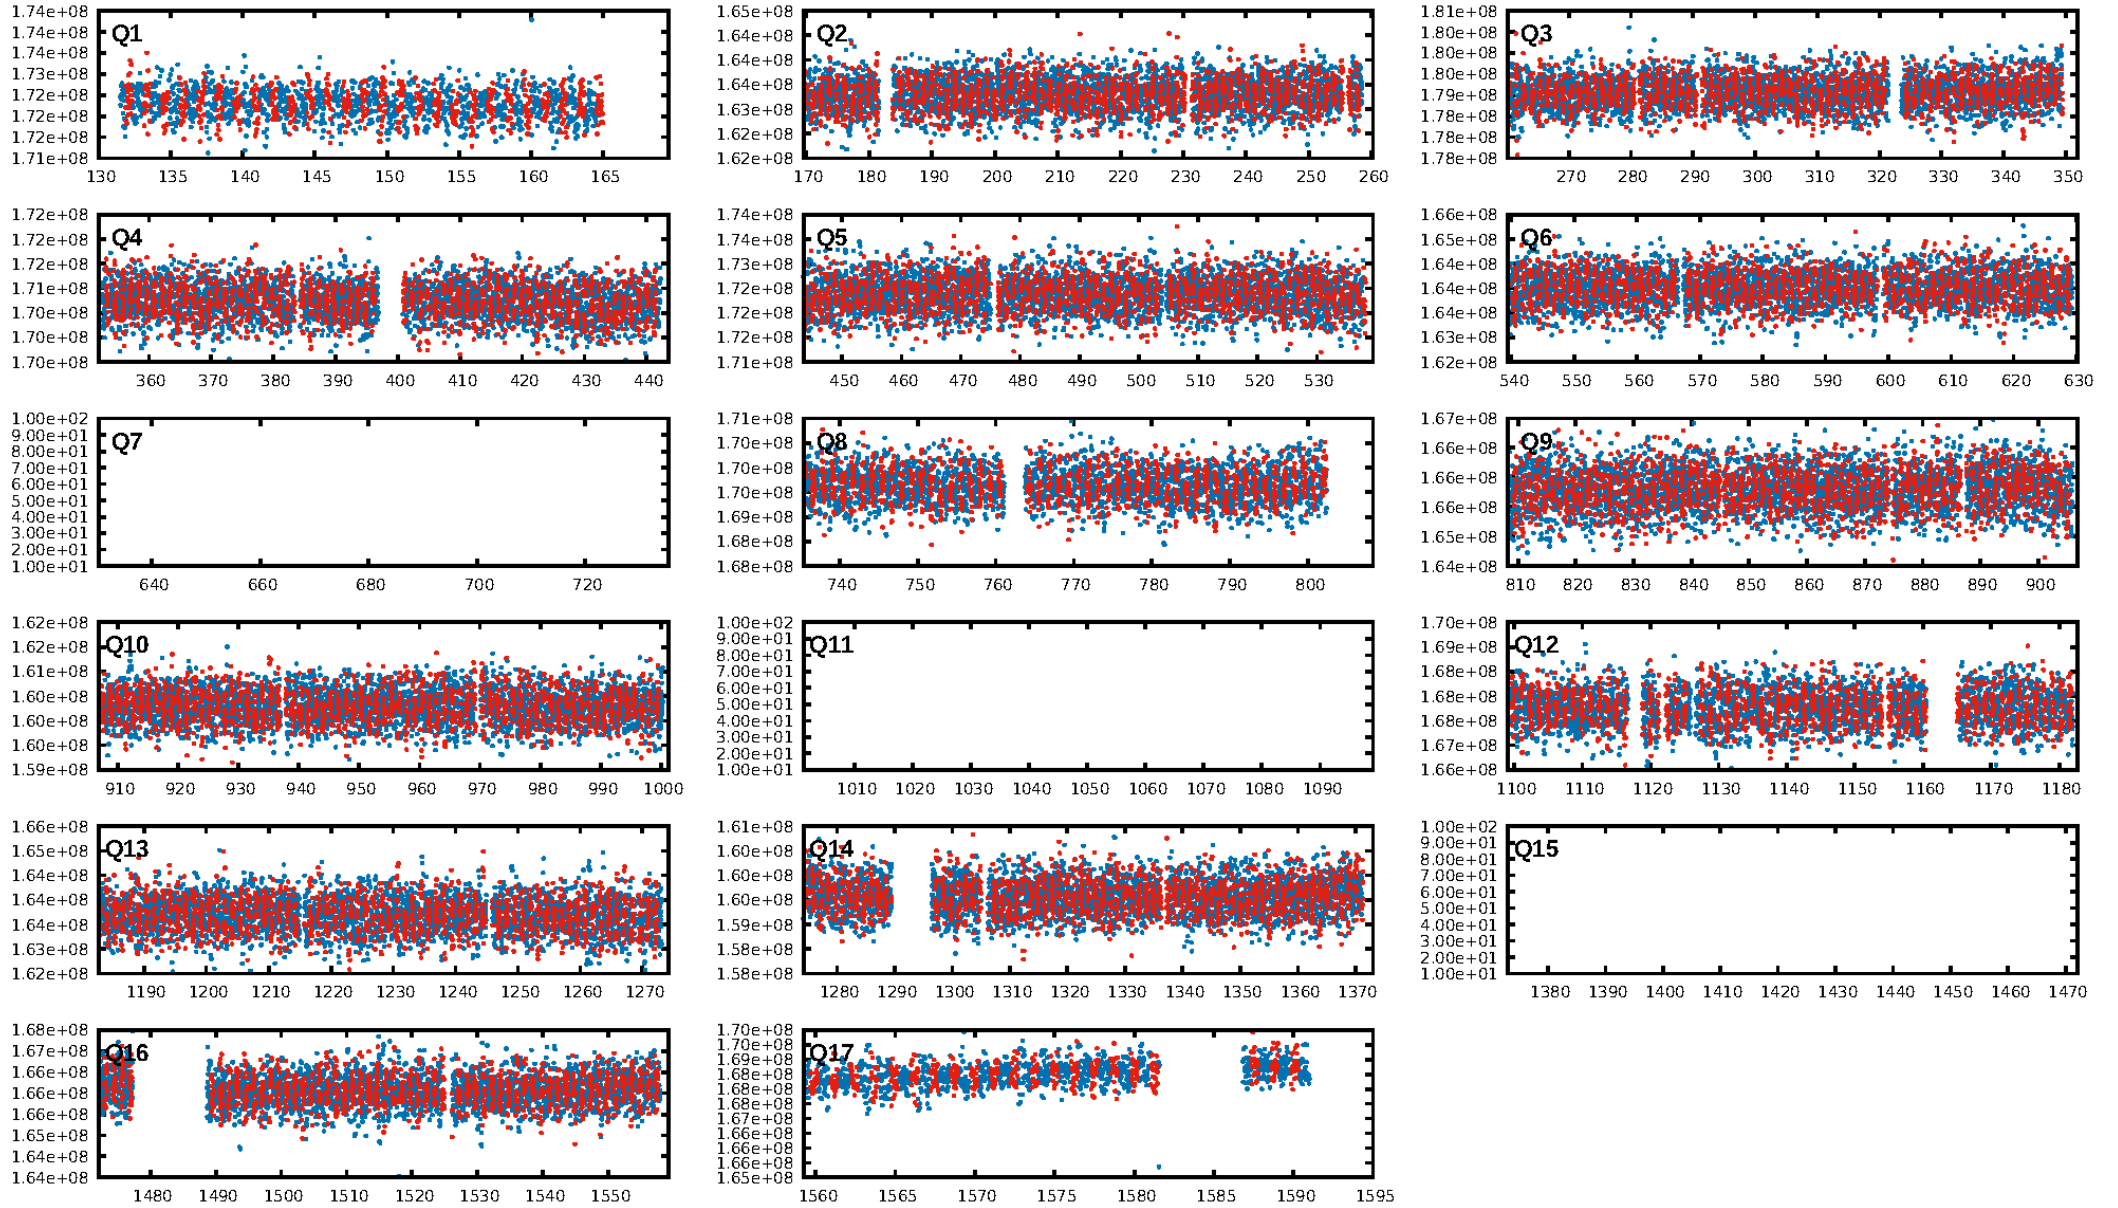 1.74e+08 1.74e+08 1.74e+08 1.73e+08 1.72e+08 1.72e+08 1.72e+08 1.71e+08
Q1
130 135 140 145 150 155 160 165
1.65e+08 1.64e+08 1.64e+08 1.64e+08 1.63e+08 1.62e+08 1.62e+08
Q2
170 180 190 200 210 220 230 240 250 260
1.81e+08 1.80e+08 1.80e+08 1.80e+08 1.79e+08 1.78e+08 1.78e+08 1.78e+08
Q3
270 280 290 300 310 320 330 340 350
1.72e+08 1.72e+08 1.72e+08 1.71e+08 1.70e+08 1.70e+08 1.70e+08
Q4
360 370 380 390 400 410 420 430 440
1.74e+08 1.74e+08 1.73e+08 1.72e+08 1.72e+08 1.72e+08 1.71e+08
Q5
450 460 470 480 490 500 510 520 530
1.66e+08 1.65e+08 1.64e+08 1.64e+08 1.64e+08 1.63e+08 1.62e+08
Q6
540 550 560 570 580 590 600 610 620 630
1.00e+02 9.00e+01 8.00e+01 7.00e+01 6.00e+01 5.00e+01 4.00e+01 3.00e+01 2.00e+01 1.00e+01
Q7
640 660 680 700 720
1.71e+08 1.70e+08 1.70e+08 1.70e+08 1.69e+08 1.68e+08 1.68e+08
Q8
740 750 760 770 780 790 800
1.67e+08 1.66e+08 1.66e+08 1.66e+08 1.65e+08 1.64e+08
Q9
810 820 830 840 850 860 870 880 890 900
1.62e+08 1.62e+08 1.61e+08 1.60e+08 1.60e+08 1.60e+08 1.59e+08
Q10
910 920 930 940 950 960 970 980 990 1000
1.00e+02 9.00e+01 8.00e+01 7.00e+01 6.00e+01 5.00e+01 4.00e+01 3.00e+01 2.00e+01 1.00e+01
Q11
1010 1020 1030 1040 1050 1060 1070 1080 1090
1.70e+08 1.69e+08 1.68e+08 1.68e+08 1.68e+08 1.67e+08 1.66e+08
Q12
1100 1110 1120 1130 1140 1150 1160 1170 1180
1.66e+08 1.65e+08 1.64e+08 1.64e+08 1.64e+08 1.63e+08 1.62e+08
Q13
1190 1200 1210 1220 1230 1240 1250 1260 1270
1.61e+08 1.60e+08 1.60e+08 1.60e+08 1.59e+08 1.58e+08 1.58e+08
Q14
1280 1290 1300 1310 1320 1330 1340 1350 1360 1370
1.00e+02 9.00e+01 8.00e+01 7.00e+01 6.00e+01 5.00e+01 4.00e+01 3.00e+01 2.00e+01 1.00e+01
Q15
1380 1390 1400 1410 1420 1430 1440 1450 1460 1470
1.68e+08 1.67e+08 1.66e+08 1.66e+08 1.66e+08 1.65e+08 1.64e+08 1.64e+08
Q16
1480 1490 1500 1510 1520 1530 1540 1550
1.70e+08 1.70e+08 1.69e+08 1.68e+08 1.68e+08 1.68e+08 1.67e+08 1.66e+08 1.66e+08 1.66e+08 1.65e+08
Q17
1560 1565 1570 1575 1580 1585 1590 1595